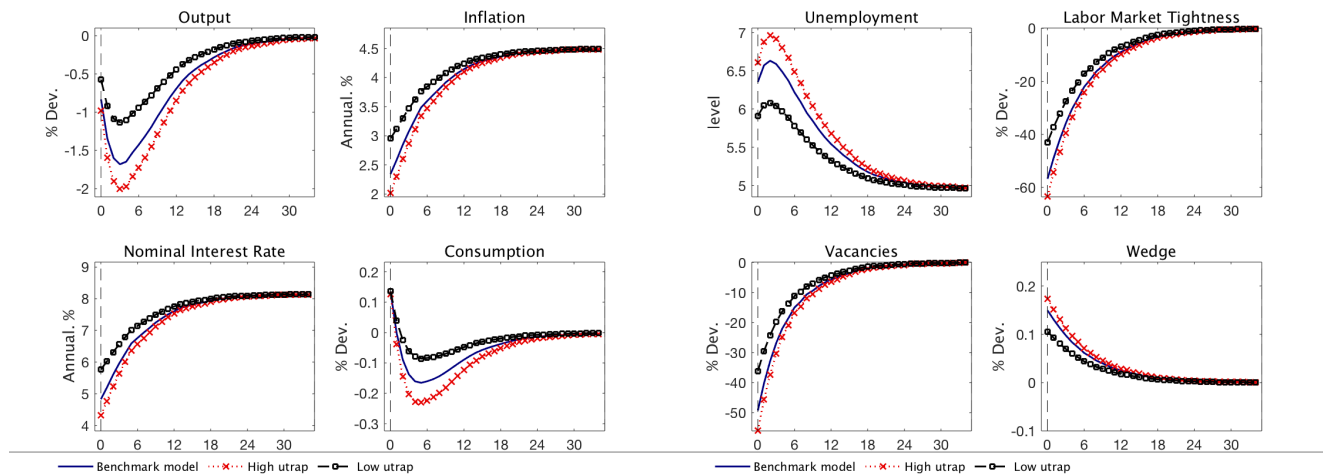 Output
% Dev.
0
-0.5
-1
-1.5
-2
0 6 12 18 24 30
Inflation
Annual. %
4.5
4
3.5
3
2.5
2
0 6 12 18 24 30
Unemployment
level
7
6.5
6
5.5
5
0 6 12 18 24 30
Labor Market Tightness
% Dev.
0
-20
-40
-60
0 6 12 18 24 30
Nominal Interest Rate
Annual. %
9
8
7
6
5
4
0 6 12 18 24 30
Consumption
% Dev.
0.2
0.1
0
-0.1
-0.2
-0.3
0 6 12 18 24 30
Vacancies
% Dev.
0
-10
-20
-30
-40
-50
0 6 12 18 24 30
Wedge
% Dev.
0.2
0.1
0
-0.1
0 6 12 18 24 30
Benchmark model High utrap Low utrap
Benchmark model High utrap Low utrap